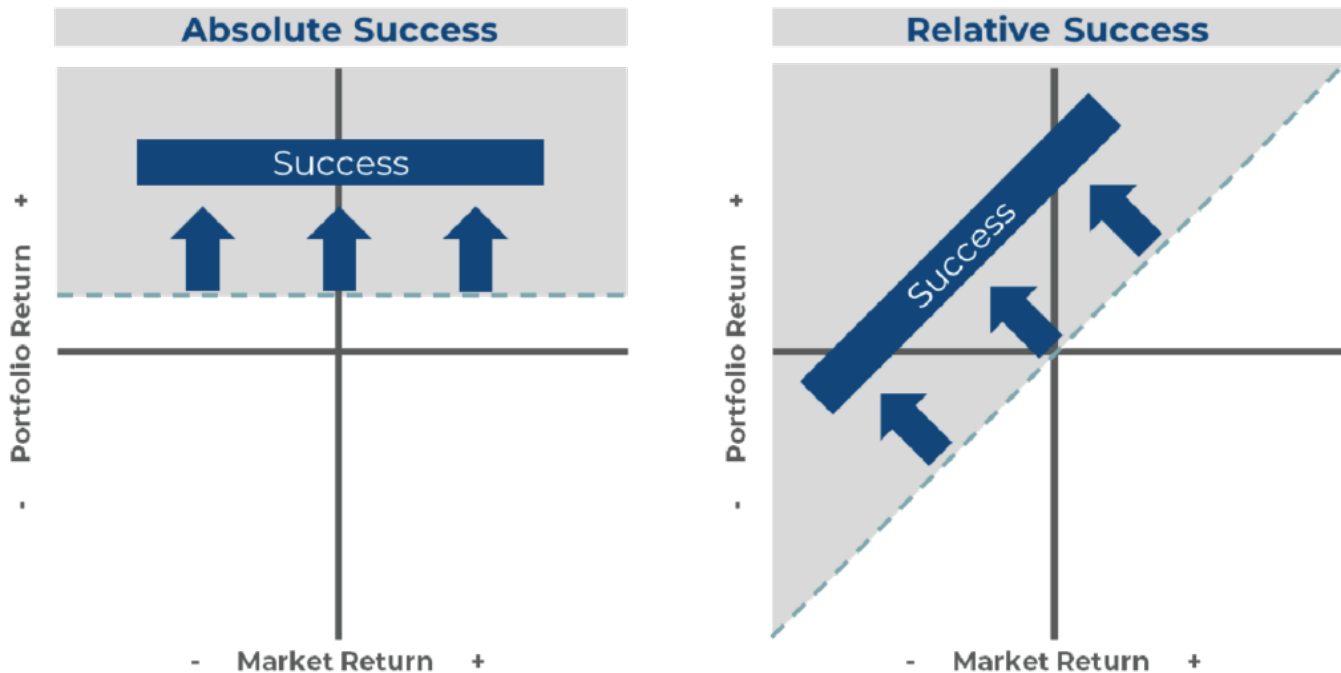 Absolute Success
Success
- Portfolio Return +
- Market Return +
Relative Success
Success
- Portfolio Return +
- Market Return +